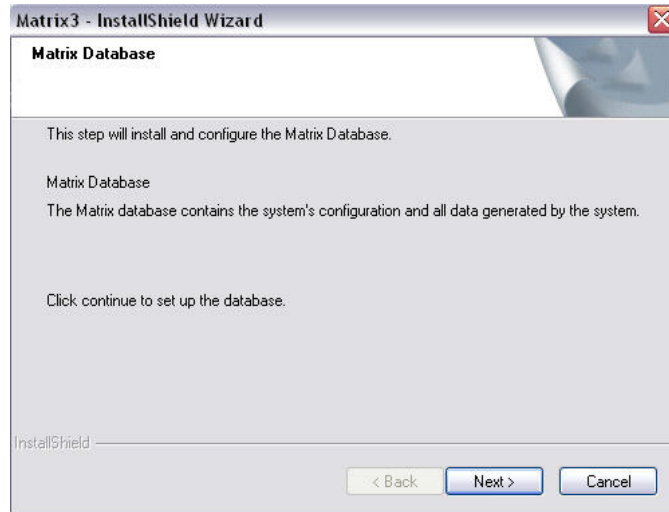 Matrix3 - InstallShield Wizard
Matrix Database
This step will install and configure the Matrix Database.
Matrix Database
The Matrix database contains the system's configuration and all data generated by the system.
Click continue to set up the database.
InstallShield
< Back Next > Cancel